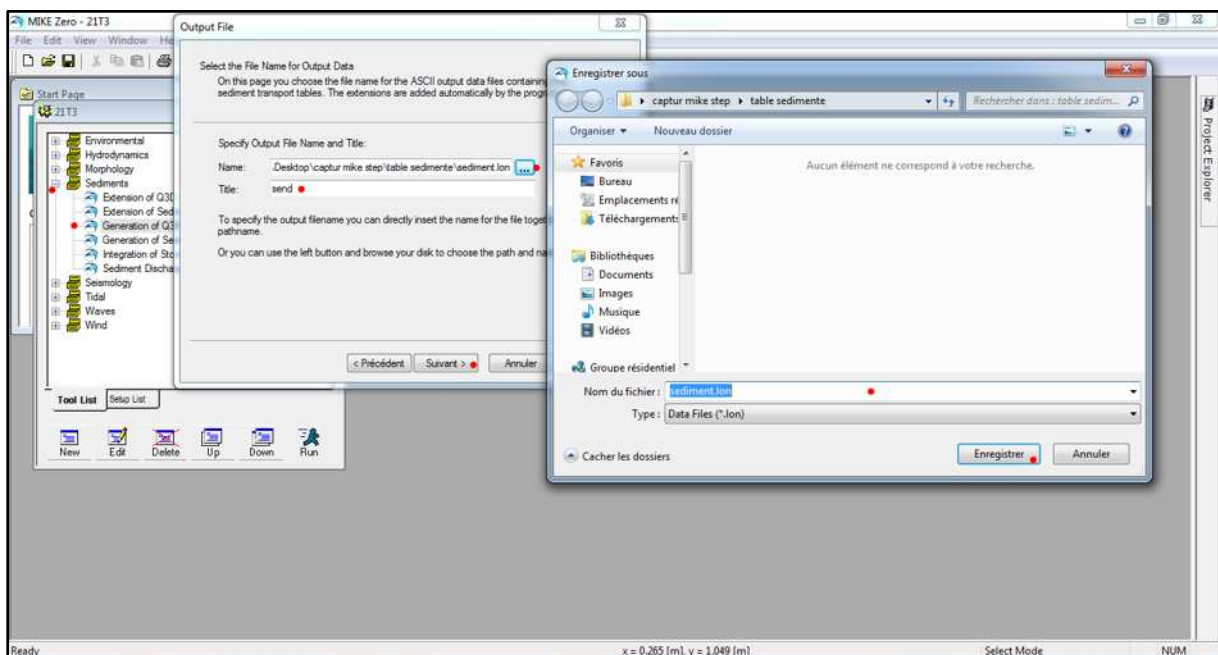 MIKE Zero - 21T3
File Edit View Window He
Start Page
21T3
Environmental
Hydrodynamics
Morphology
Sediments
Extension of Q3D
Extension of Sed
Generation of Q3
Generation of Se
Integration of Sto
Sediment Discha
Seismology
Tidal
Waves
Wind
Tool List Setup List
New Edit Delete Up Down Run
Output File
Select the File Name for Output Data
On this page you choose the file name for the ASCII output data files containing
sediment transport tables. The extensions are added automatically by the progr
Specify Output File Name and Title:
Name: .Desktop\captur mike step\table sedimente\sediment.lon ...
Title: send
To specify the output filename you can directly insert the name for the file toget
pathname.
Or you can use the left button and browse your disk to choose the path and na
< Précédent Suivant > Annuler
Enregistrer sous
captur mike step table sedimente
Rechercher dans : table sedim...
Organiser Nouveau dossier
Favoris
Bureau
Emplacements ré
Téléchargements
Bibliothèques
Documents
Images
Musique
Vidéos
Groupe résidentiel
Aucun élément ne correspond à votre recherche.
Nom du fichier : sediment.lon
Type : Data Files (*.lon)
Cacher les dossiers
Enregistrer Annuler
Project Explorer
Ready x = 0.265 [m], y = 1.049 [m] Select Mode NUM